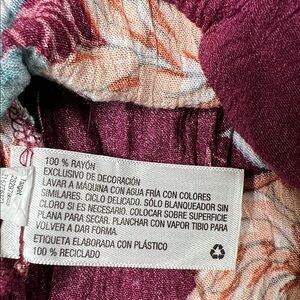 100 % RAYÓN
EXCLUSIVO DE DECORACIÓN
LAVAR A MÁQUINA CON AGUA FRÍA CON COLORES
SIMILARES. CICLO DELICADO. SÓLO BLANQUEADOR SIN
CLORO SI ES NECESARIO. COLOCAR SOBRE SUPERFICIE
PLANA PARA SECAR. PLANCHAR CON VAPOR TIBIO PARA
VOLVER A DAR FORMA.
ETIQUETA ELABORADA CON PLÁSTICO
100 % RECICLADO